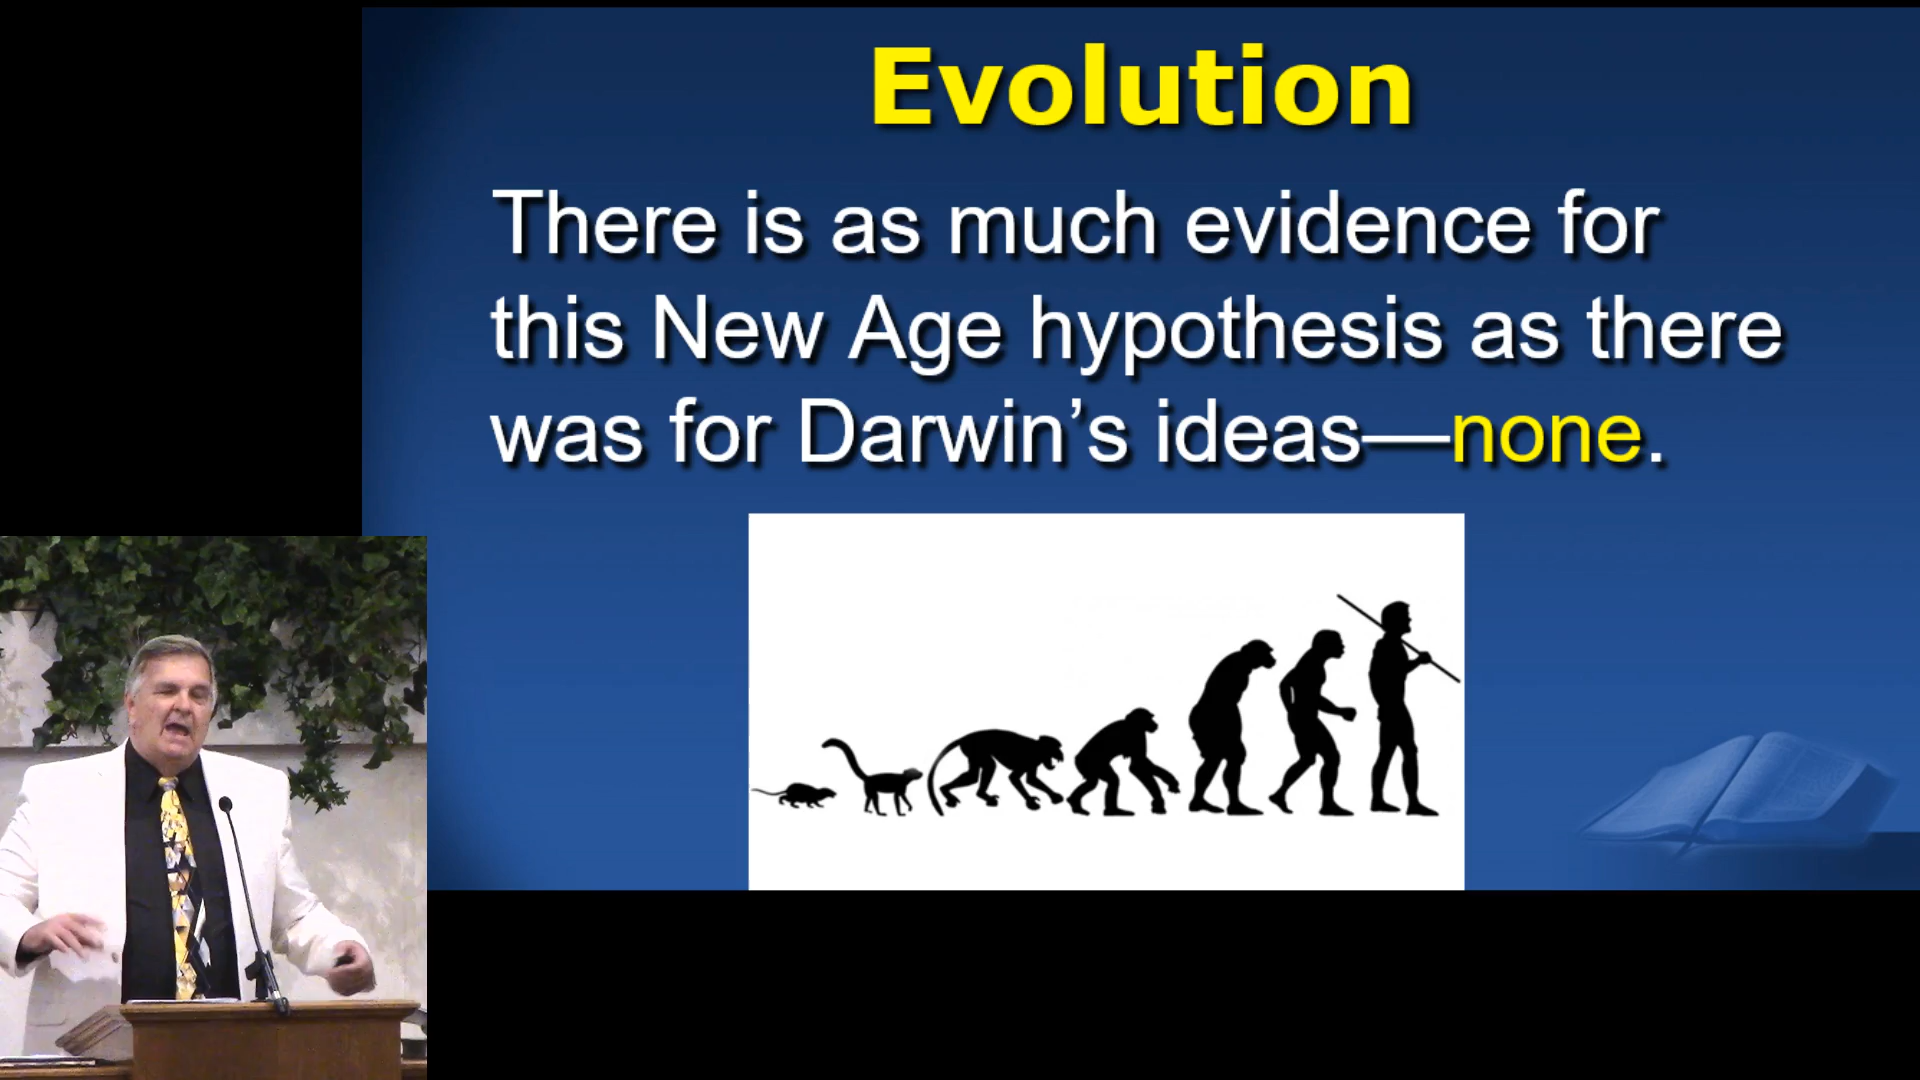 Evolution
There is as much evidence for
this New Age hypothesis as there
was for Darwin’s ideas—none.